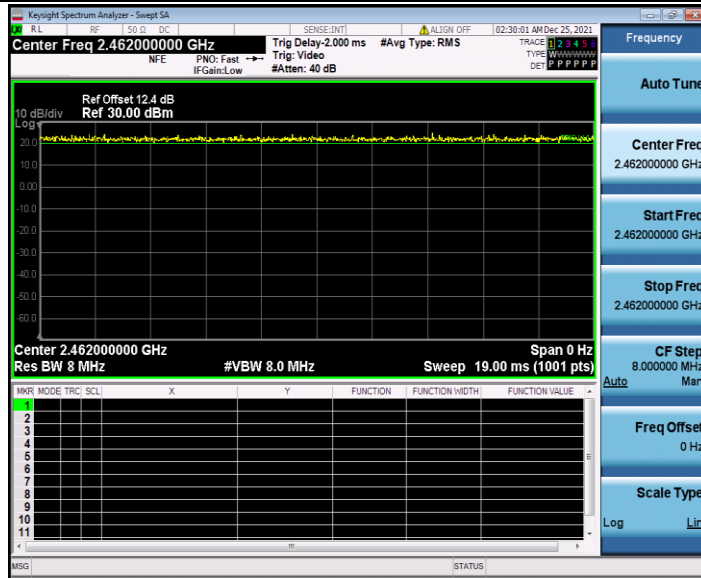 Keysight Spectrum Analyzer - Swept SA
RL RF 50 Ω DC SENSE:INT ALIGN OFF 02:30:01 AM Dec 25, 2021
Center Freq 2.462000000 GHz
NFE
PNO: Fast
IFGain:Low
Trig Delay-2.000 ms
Trig: Video
#Atten: 40 dB
#Avg Type: RMS
TRACE 1 2 3 4 5 6
TYPE WWWWWW
DET P P P P P P
Ref Offset 12.4 dB
10 dB/div Ref 30.00 dBm
Log
20.0
10.0
0.00
-10.0
-20.0
-30.0
-40.0
-50.0
-60.0
Center 2.462000000 GHz Span 0 Hz
Res BW 8 MHz #VBW 8.0 MHz Sweep 19.00 ms (1001 pts)
MKR MODE TRC SCL X Y FUNCTION FUNCTION WIDTH FUNCTION VALUE
1
2
3
4
5
6
7
8
9
10
11
MSG STATUS
Frequency
Auto Tune
Center Freq
2.462000000 GHz
Start Freq
2.462000000 GHz
Stop Freq
2.462000000 GHz
CF Step
8.000000 MHz
Auto Man
Freq Offset
0 Hz
Scale Type
Log Lin